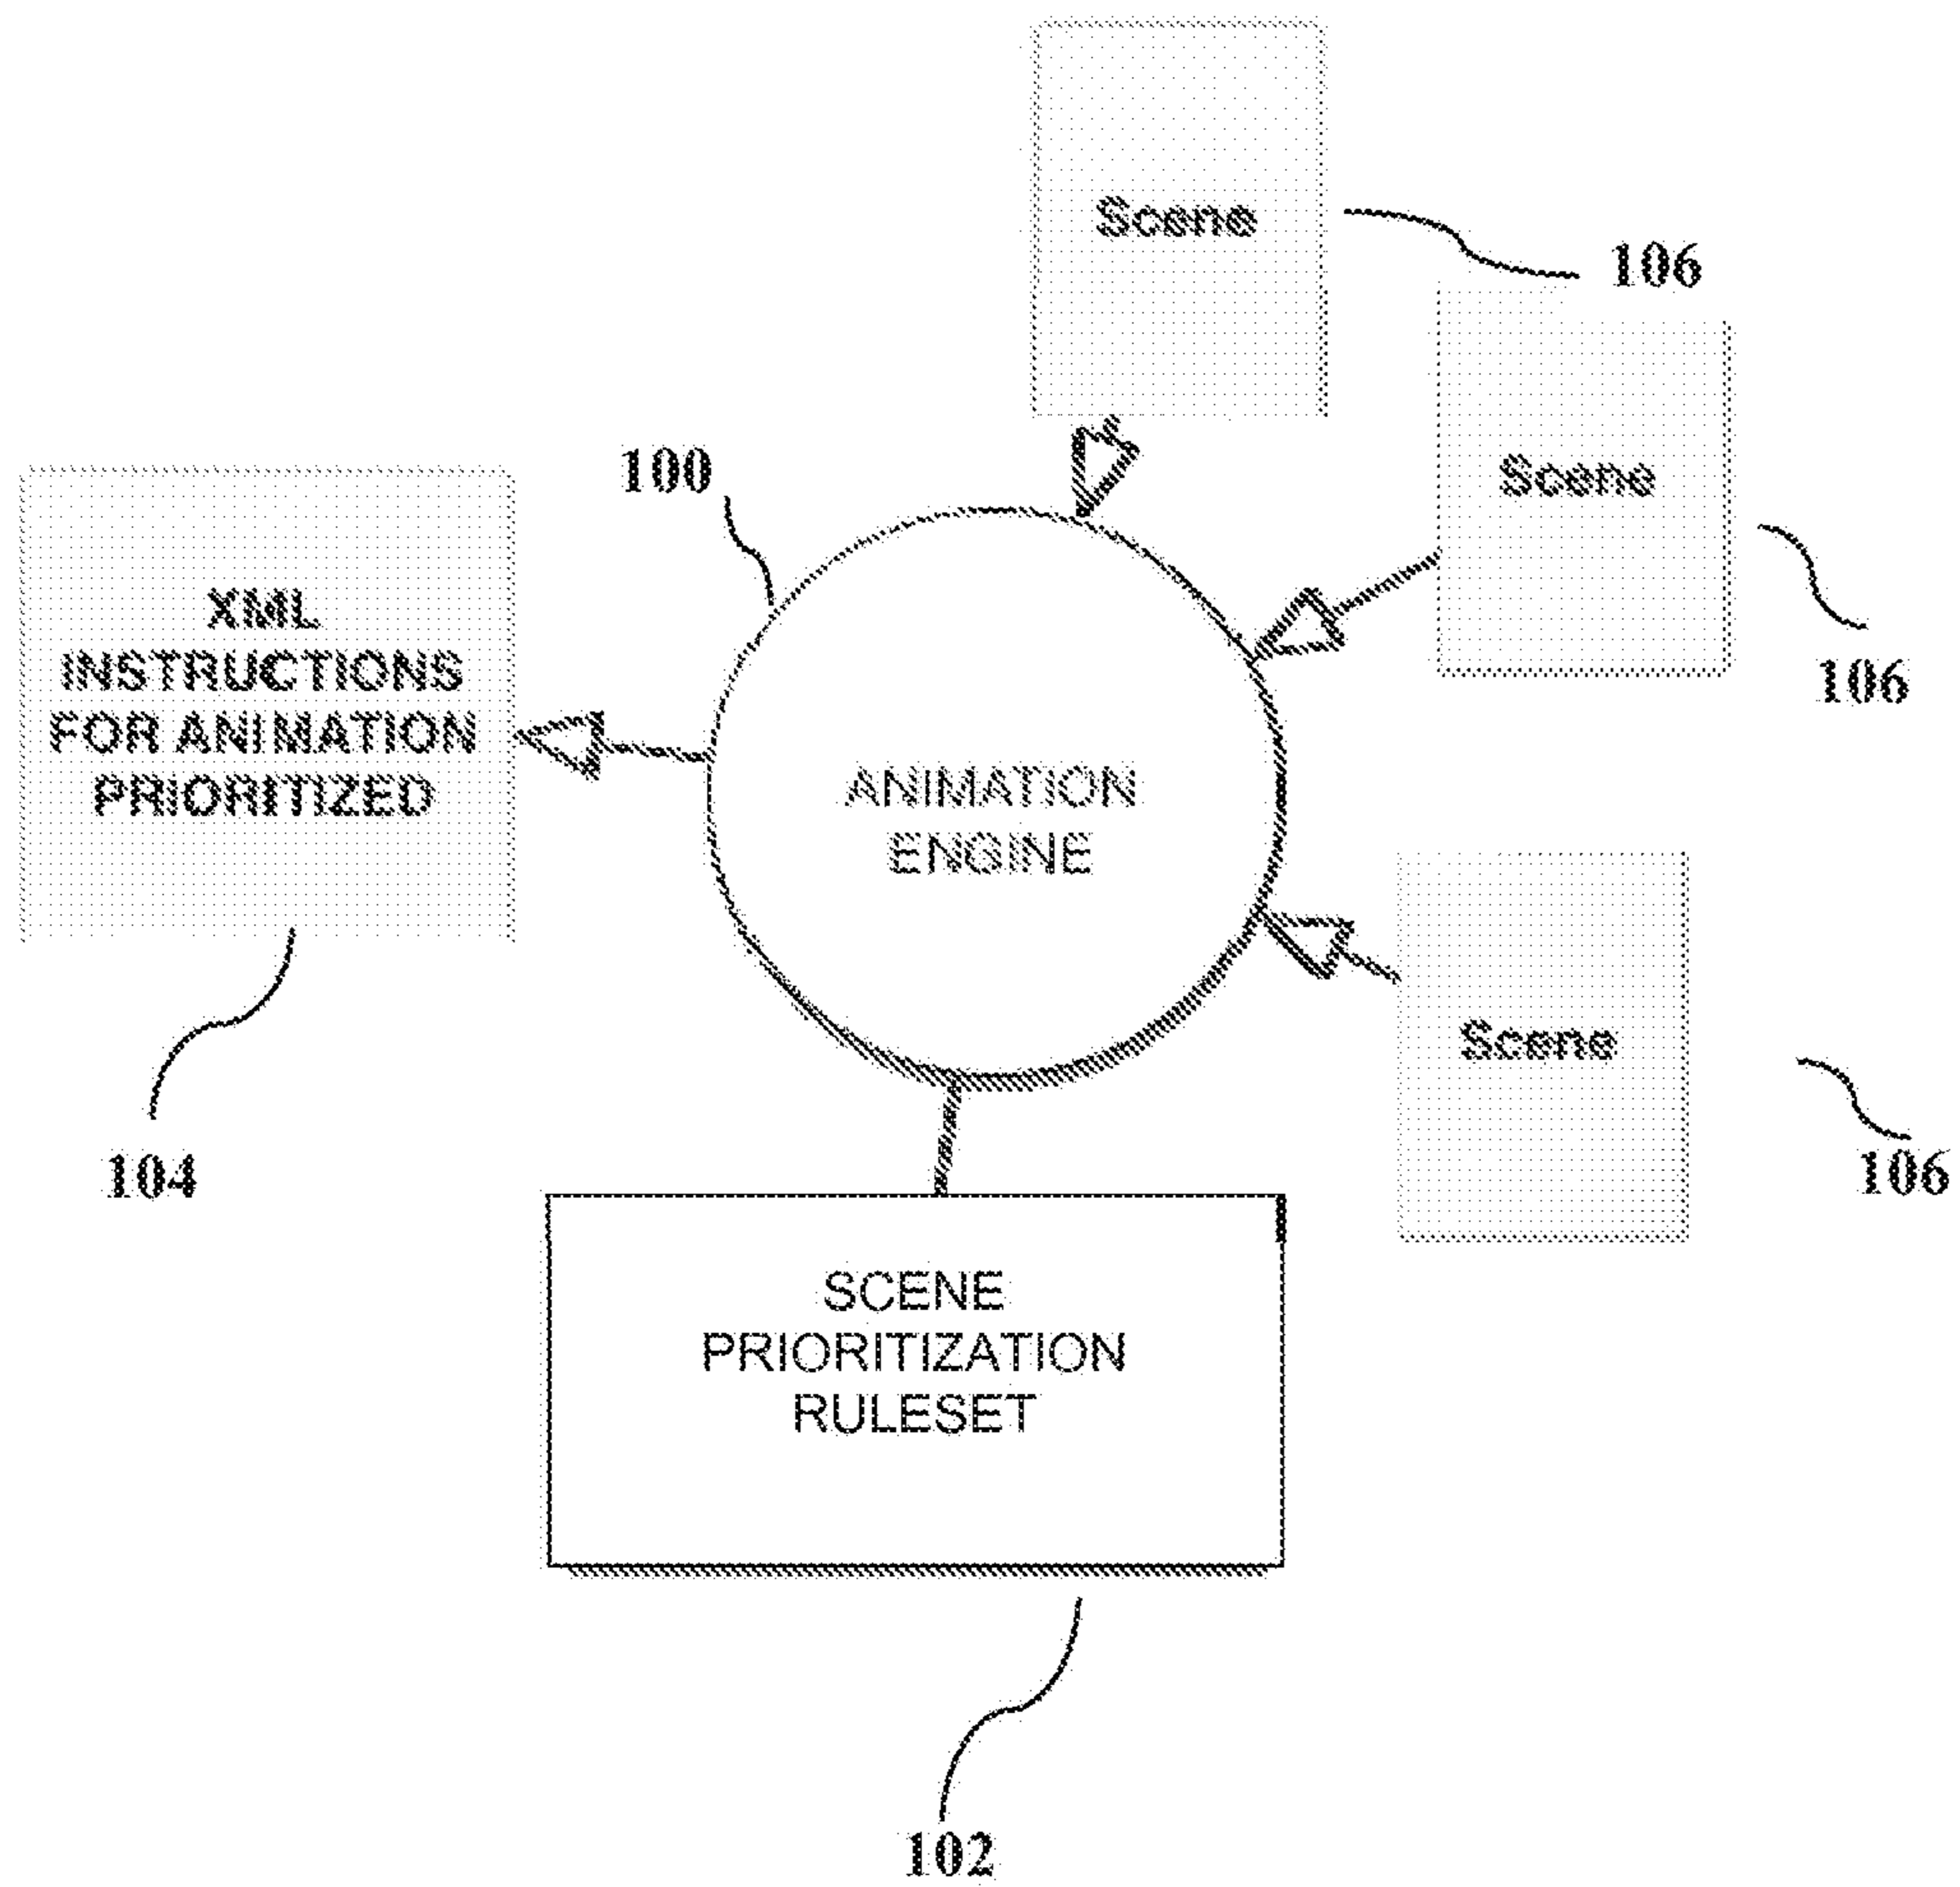 Scene
106
Scene
106
100
XML
INSTRUCTIONS
FOR ANIMATION
PRIORITIZED
104
ANIMATION
ENGINE
Scene
106
SCENE
PRIORITIZATION
RULESET
102